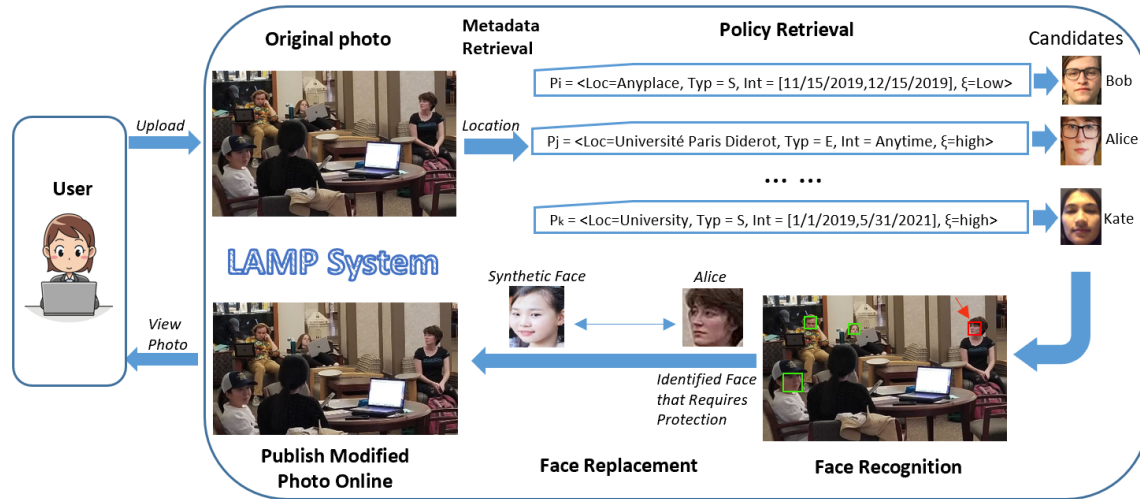 Original photo
Metadata
Retrieval
Policy Retrieval
Candidates
Pi = <Loc=Anyplace, Typ = S, Int = [11/15/2019,12/15/2019], ξ=Low>
Bob
Upload
Location
Pj = <Loc=Université Paris Diderot, Typ = E, Int = Anytime, ξ=high>
Alice
... ...
User
Pk = <Loc=University, Typ = S, Int = [1/1/2019,5/31/2021], ξ=high>
Kate
LAMP System
Synthetic Face
Alice
View
Photo
Identified Face
that Requires
Protection
Publish Modified
Photo Online
Face Replacement
Face Recognition